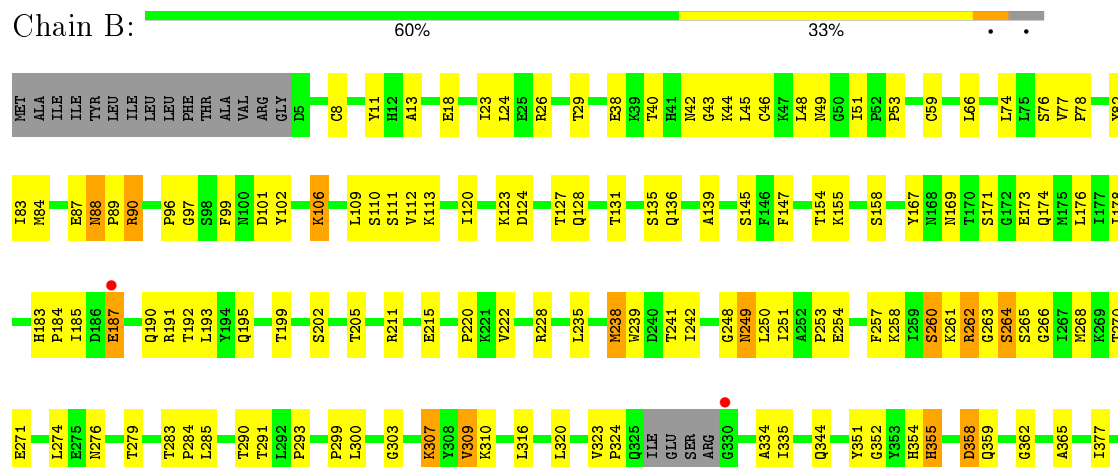 Chain B:
60% 33% • •
MET ALA ILE ILE TYR LEU ILE LEU LEU PHE THR ALA VAL ARG GLY D5 C8 Y11 H12 A13 E18 I23 L24 E25 R26 T29 E38 K39 T40 H41 N42 G43 K44 L45 C46 K47 L48 N49 G50 I51 P52 P53 C59 L66 L74 L75 S76 V77 P78
I83 M84 E87 N88 P89 R90 P96 G97 S98 F99 N100 D101 Y102 K106 L109 S110 S111 V112 K113 I120 K123 D124 T127 Q128 T131 S135 Q136 A139 S145 F146 F147 T154 K155 S158 Y167 N168 N169 T170 S171 G172 E173 Q174 M175 L176 I177
H183 P184 I185 D186 E187 Q190 R191 T192 L193 Y194 Q195 T199 S202 T205 R211 E215 P220 K221 V222 R228 L235 M238 W239 D240 T241 I242 G248 N249 L250 I251 A252 P253 E254 F257 K258 I259 S260 K261 R262 G263 S264 S265 G266 I267 M268 K269 T270
E271 L274 E275 N276 T279 T283 P284 L285 T290 T291 L292 P293 P299 L300 G303 K307 Y308 V309 K310 L316 L320 V323 P324 Q325 ILE GLU SER ARG G330 A334 I335 Q344 Y351 G352 Y353 H354 H355 D358 Q359 G362 A365 I377